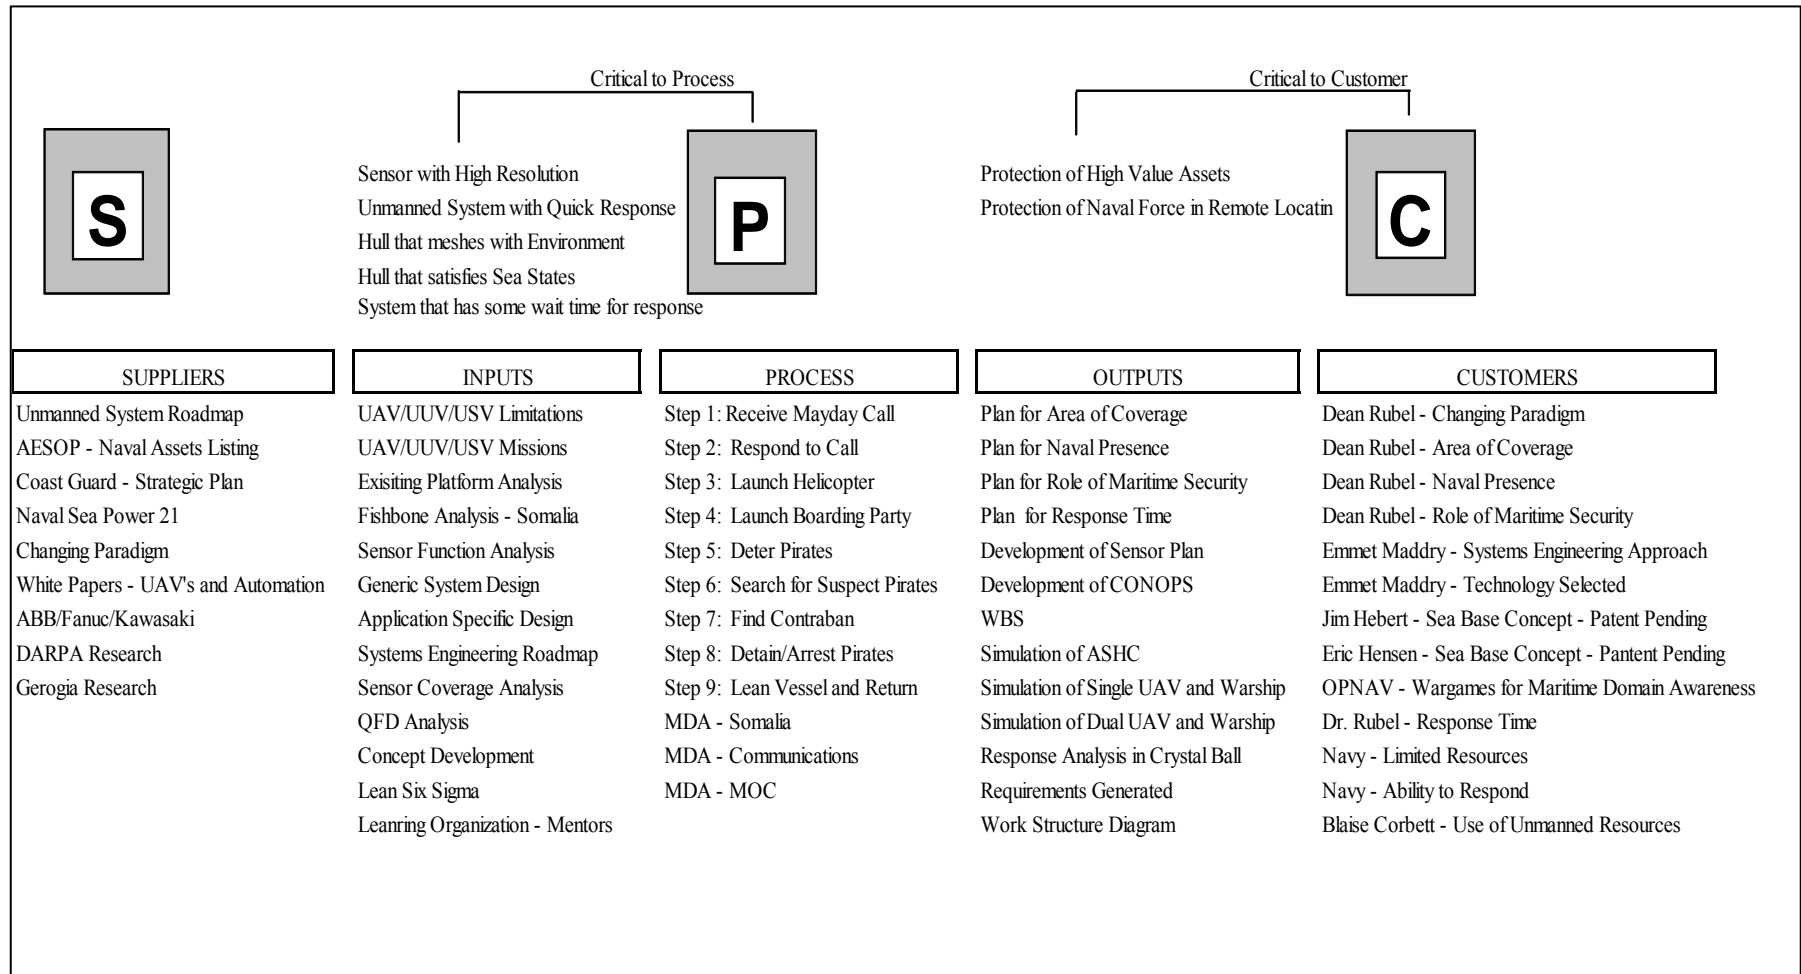 Critical to Process
Critical to Customer
S
Sensor with High Resolution
Unmanned System with Quick Response
Hull that meshes with Environment
Hull that satisfies Sea States
System that has some wait time for response
P
Protection of High Value Assets
Protection of Naval Force in Remote Locatin
C
SUPPLIERS
Unmanned System Roadmap
AESOP - Naval Assets Listing
Coast Guard - Strategic Plan
Naval Sea Power 21
Changing Paradigm
White Papers - UAV's and Automation
ABB/Fanuc/Kawasaki
DARPA Research
Gerogia Research
INPUTS
UAV/UUV/USV Limitations
UAV/UUV/USV Missions
Exisiting Platform Analysis
Fishbone Analysis - Somalia
Sensor Function Analysis
Generic System Design
Application Specific Design
Systems Engineering Roadmap
Sensor Coverage Analysis
QFD Analysis
Concept Development
Lean Six Sigma
Leanring Organization - Mentors
PROCESS
Step 1: Receive Mayday Call
Step 2: Respond to Call
Step 3: Launch Helicopter
Step 4: Launch Boarding Party
Step 5: Deter Pirates
Step 6: Search for Suspect Pirates
Step 7: Find Contraban
Step 8: Detain/Arrest Pirates
Step 9: Lean Vessel and Return
MDA - Somalia
MDA - Communications
MDA - MOC
OUTPUTS
Plan for Area of Coverage
Plan for Naval Presence
Plan for Role of Maritime Security
Plan for Response Time
Development of Sensor Plan
Development of CONOPS
WBS
Simulation of ASHC
Simulation of Single UAV and Warship
Simulation of Dual UAV and Warship
Response Analysis in Crystal Ball
Requirements Generated
Work Structure Diagram
CUSTOMERS
Dean Rubel - Changing Paradigm
Dean Rubel - Area of Coverage
Dean Rubel - Naval Presence
Dean Rubel - Role of Maritime Security
Emmet Maddry - Systems Engineering Approach
Emmet Maddry - Technology Selected
Jim Hebert - Sea Base Concept - Patent Pending
Eric Hensen - Sea Base Concept - Pantent Pending
OPNAV - Wargames for Maritime Domain Awareness
Dr. Rubel - Response Time
Navy - Limited Resources
Navy - Ability to Respond
Blaise Corbett - Use of Unmanned Resources